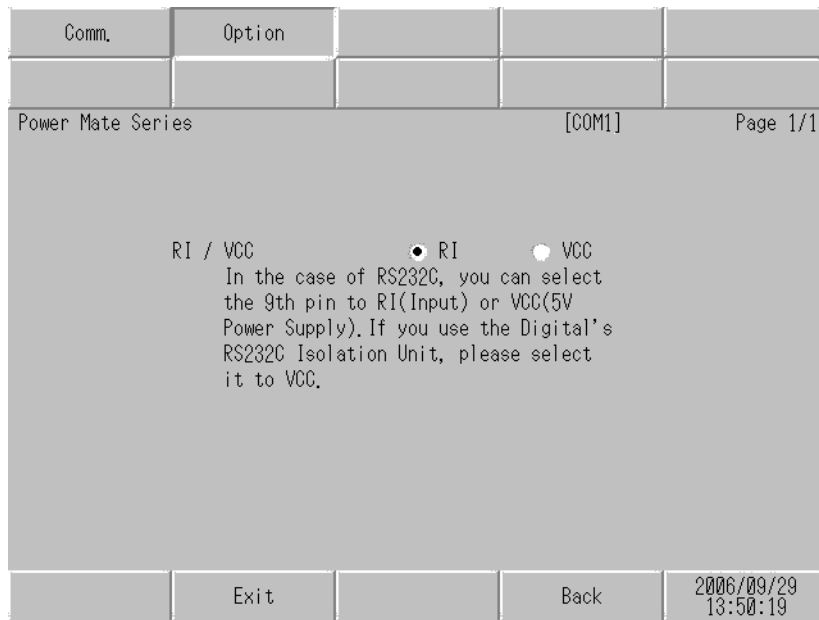 Comm. Option
Power Mate Series [COM1] Page 1/1
RI / VCC RI VCC
In the case of RS232C, you can select
the 9th pin to RI(Input) or VCC(5V
Power Supply).If you use the Digital's
RS232C Isolation Unit, please select
it to VCC.
Exit Back 2006/09/29
13:50:19